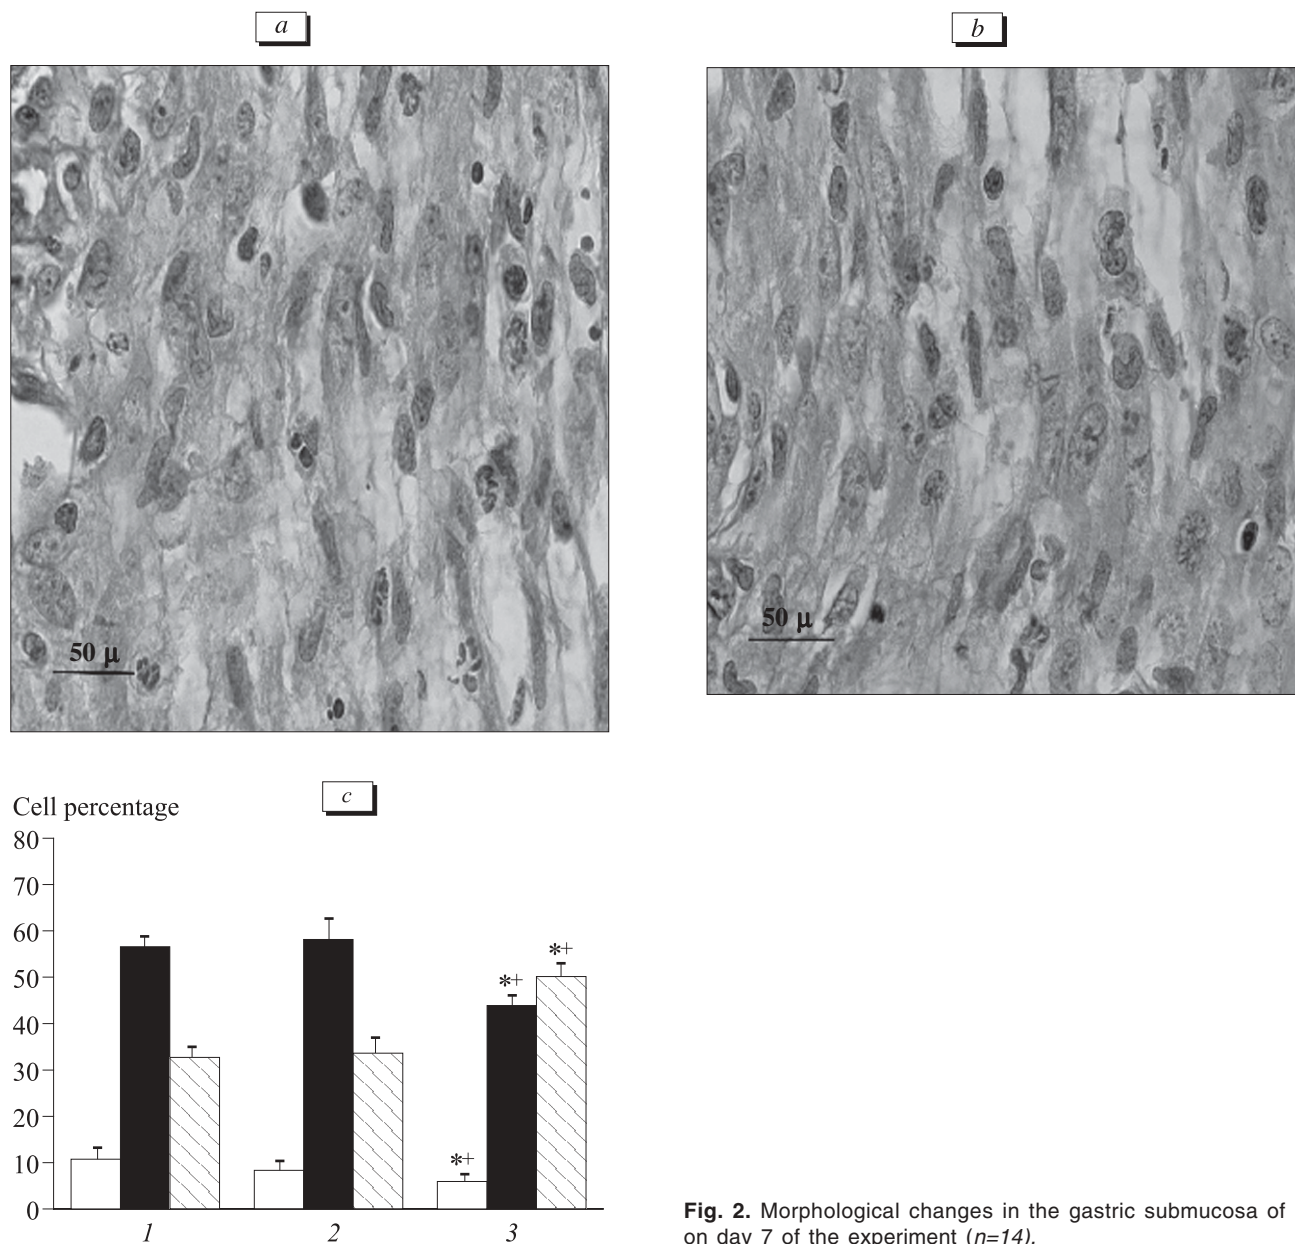 a
b
50 μ
50 μ
c
Cell percentage
80
70
60
50
40
30
20
10
0
*+
*+
*+
1
2
3
Fig. 2. Morphological changes in the gastric submucosa of
on day 7 of the experiment (n=14).